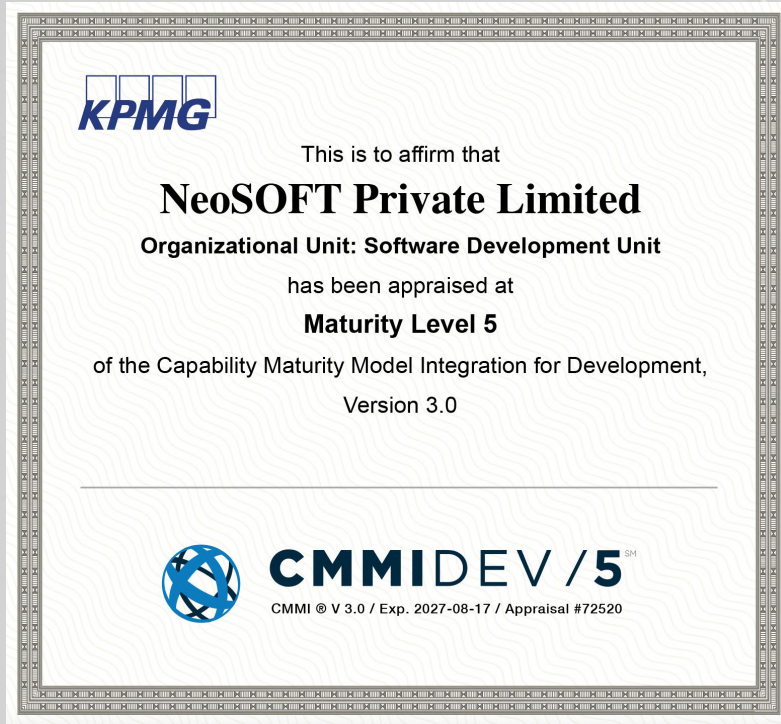 KPMG
This is to affirm that
NeoSOFT Private Limited
Organizational Unit: Software Development Unit
has been appraised at
Maturity Level 5
of the Capability Maturity Model Integration for Development,
Version 3.0
CMMIDEV/5 SM
CMMI ® V 3.0 / Exp. 2027-08-17 / Appraisal #72520